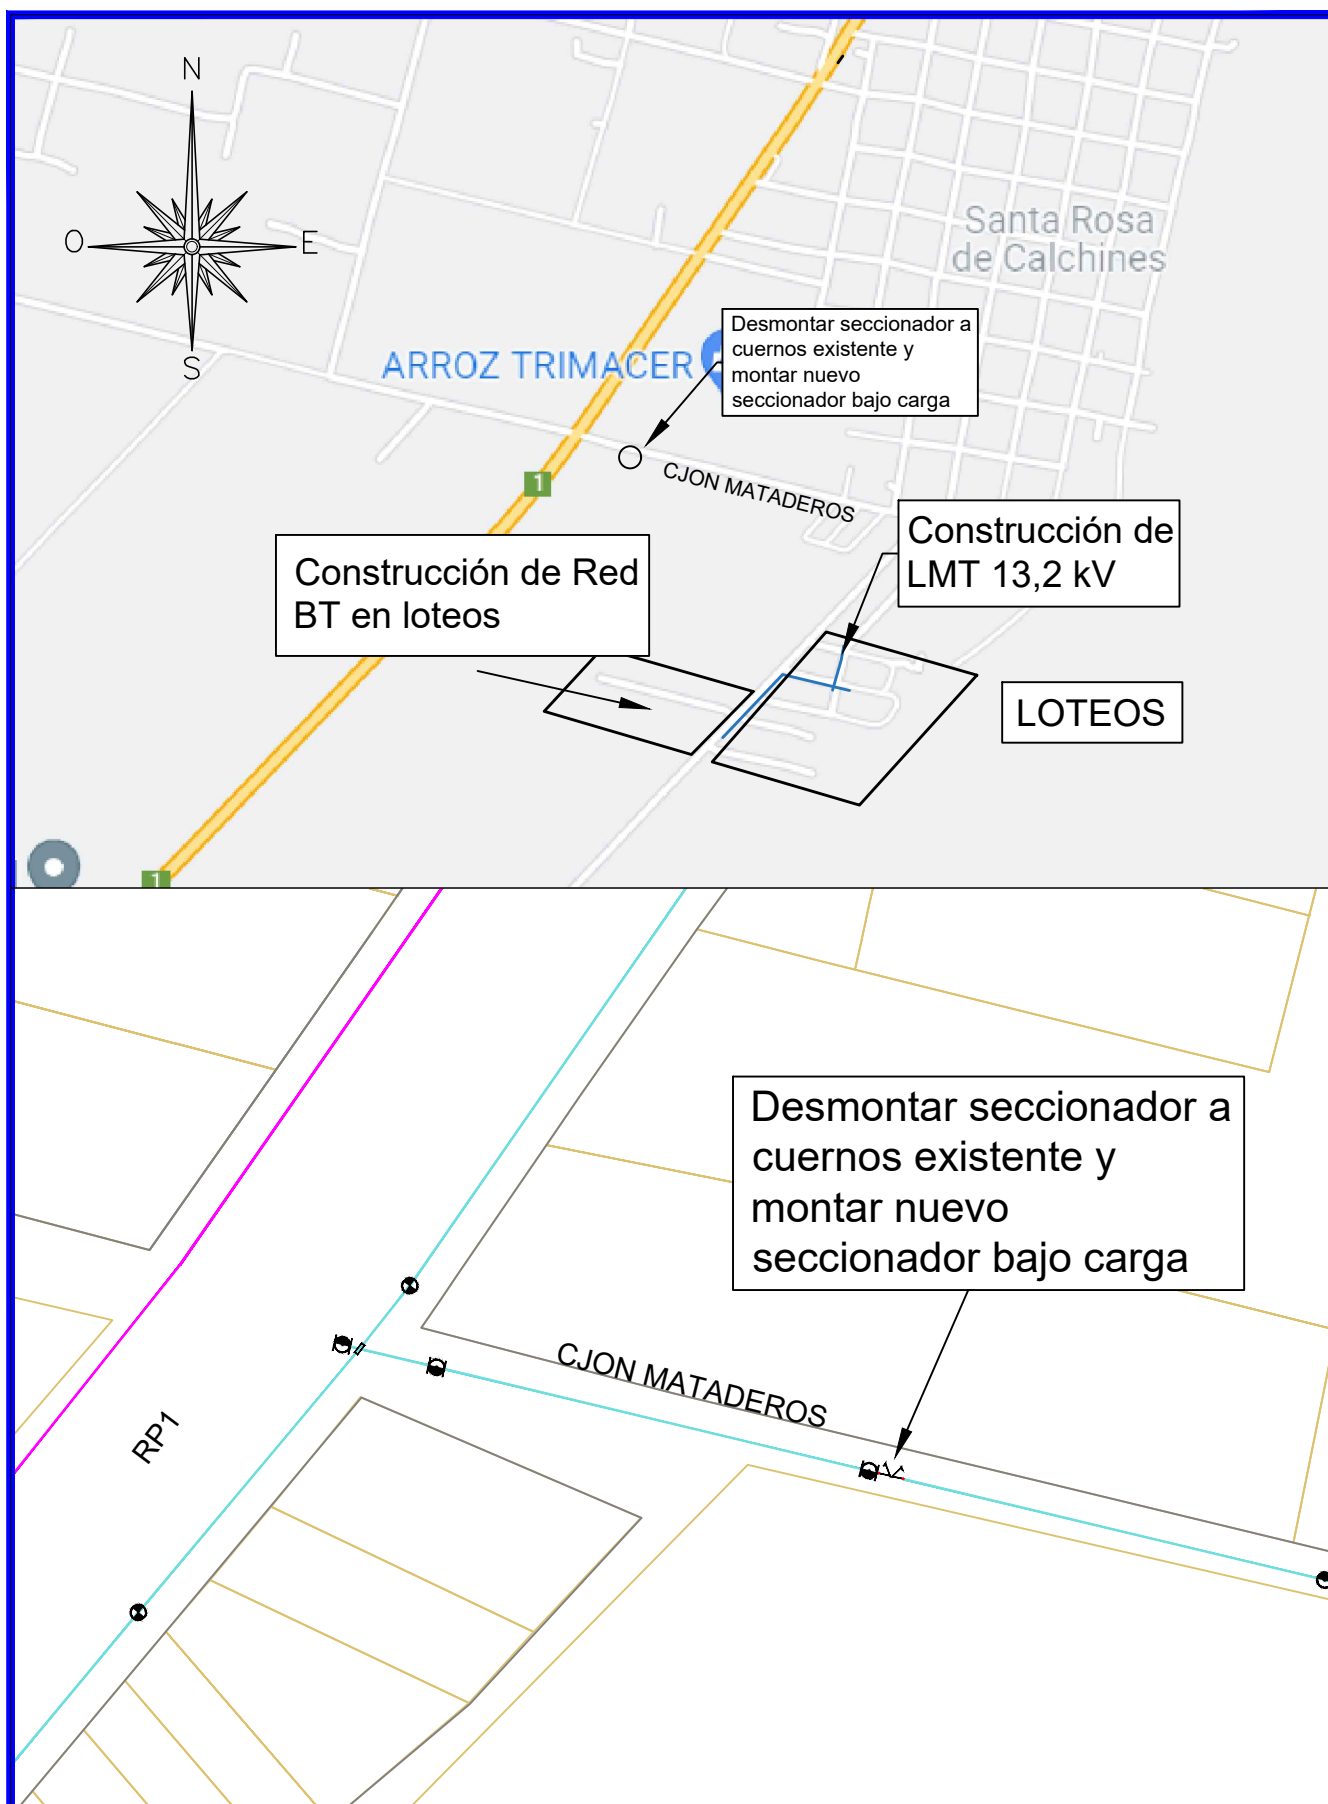 N
O
E
S
Santa Rosa
de Calchines
Desmontar seccionador a
cuernos existente y
montar nuevo
seccionador bajo carga
ARROZ TRIMACER
1
CJON MATADEROS
Construcción de
LMT 13,2 kV
Construcción de Red
BT en loteos
LOTEOS
1
Desmontar seccionador a
cuernos existente y
montar nuevo
seccionador bajo carga
CJON MATADEROS
RP1